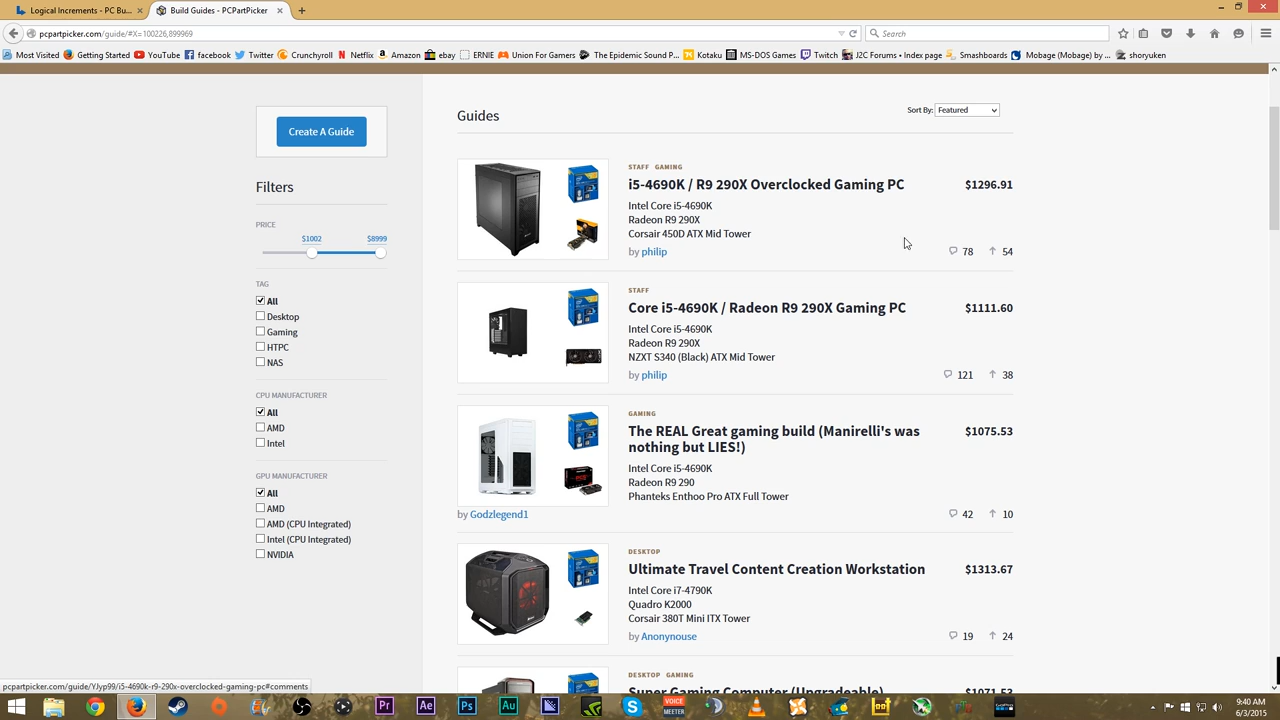 Logical Increments - PC Bu...
Build Guides - PCPartPicker
pcpartpicker.com/guide/#X=100226,899969
Search
Most Visited Getting Started YouTube facebook Twitter Crunchyroll Netflix Amazon ebay ERNIE Union For Gamers The Epidemic Sound P... Kotaku MS-DOS Games Twitch J2C Forums • Index page Smashboards Mobage (Mobage) by ... shoryuken
Create A Guide
Filters
PRICE
$1002 $8999
TAG
All
Desktop
Gaming
HTPC
NAS
CPU MANUFACTURER
All
AMD
Intel
GPU MANUFACTURER
All
AMD
AMD (CPU Integrated)
Intel (CPU Integrated)
NVIDIA
Guides
Sort By: Featured
STAFF GAMING
i5-4690K / R9 290X Overclocked Gaming PC $1296.91
Intel Core i5-4690K
Radeon R9 290X
Corsair 450D ATX Mid Tower
by philip 78 54
STAFF
Core i5-4690K / Radeon R9 290X Gaming PC $1111.60
Intel Core i5-4690K
Radeon R9 290X
NZXT S340 (Black) ATX Mid Tower
by philip 121 38
GAMING
The REAL Great gaming build (Manirelli's was $1075.53
nothing but LIES!)
Intel Core i5-4690K
Radeon R9 290
Phanteks Enthoo Pro ATX Full Tower
by Godzlegend1 42 10
DESKTOP
Ultimate Travel Content Creation Workstation $1313.67
Intel Core i7-4790K
Quadro K2000
Corsair 380T Mini ITX Tower
by Anonynouse 19 24
DESKTOP GAMING
Super Gaming Computer (Upgradeable) $1071.53
pcpartpicker.com/guide/YJyp99/i5-4690k-r9-290x-overclocked-gaming-pc#comments
Pr Ae Ps Au
VOICE
MEETER
9:40 AM
6/3/2015